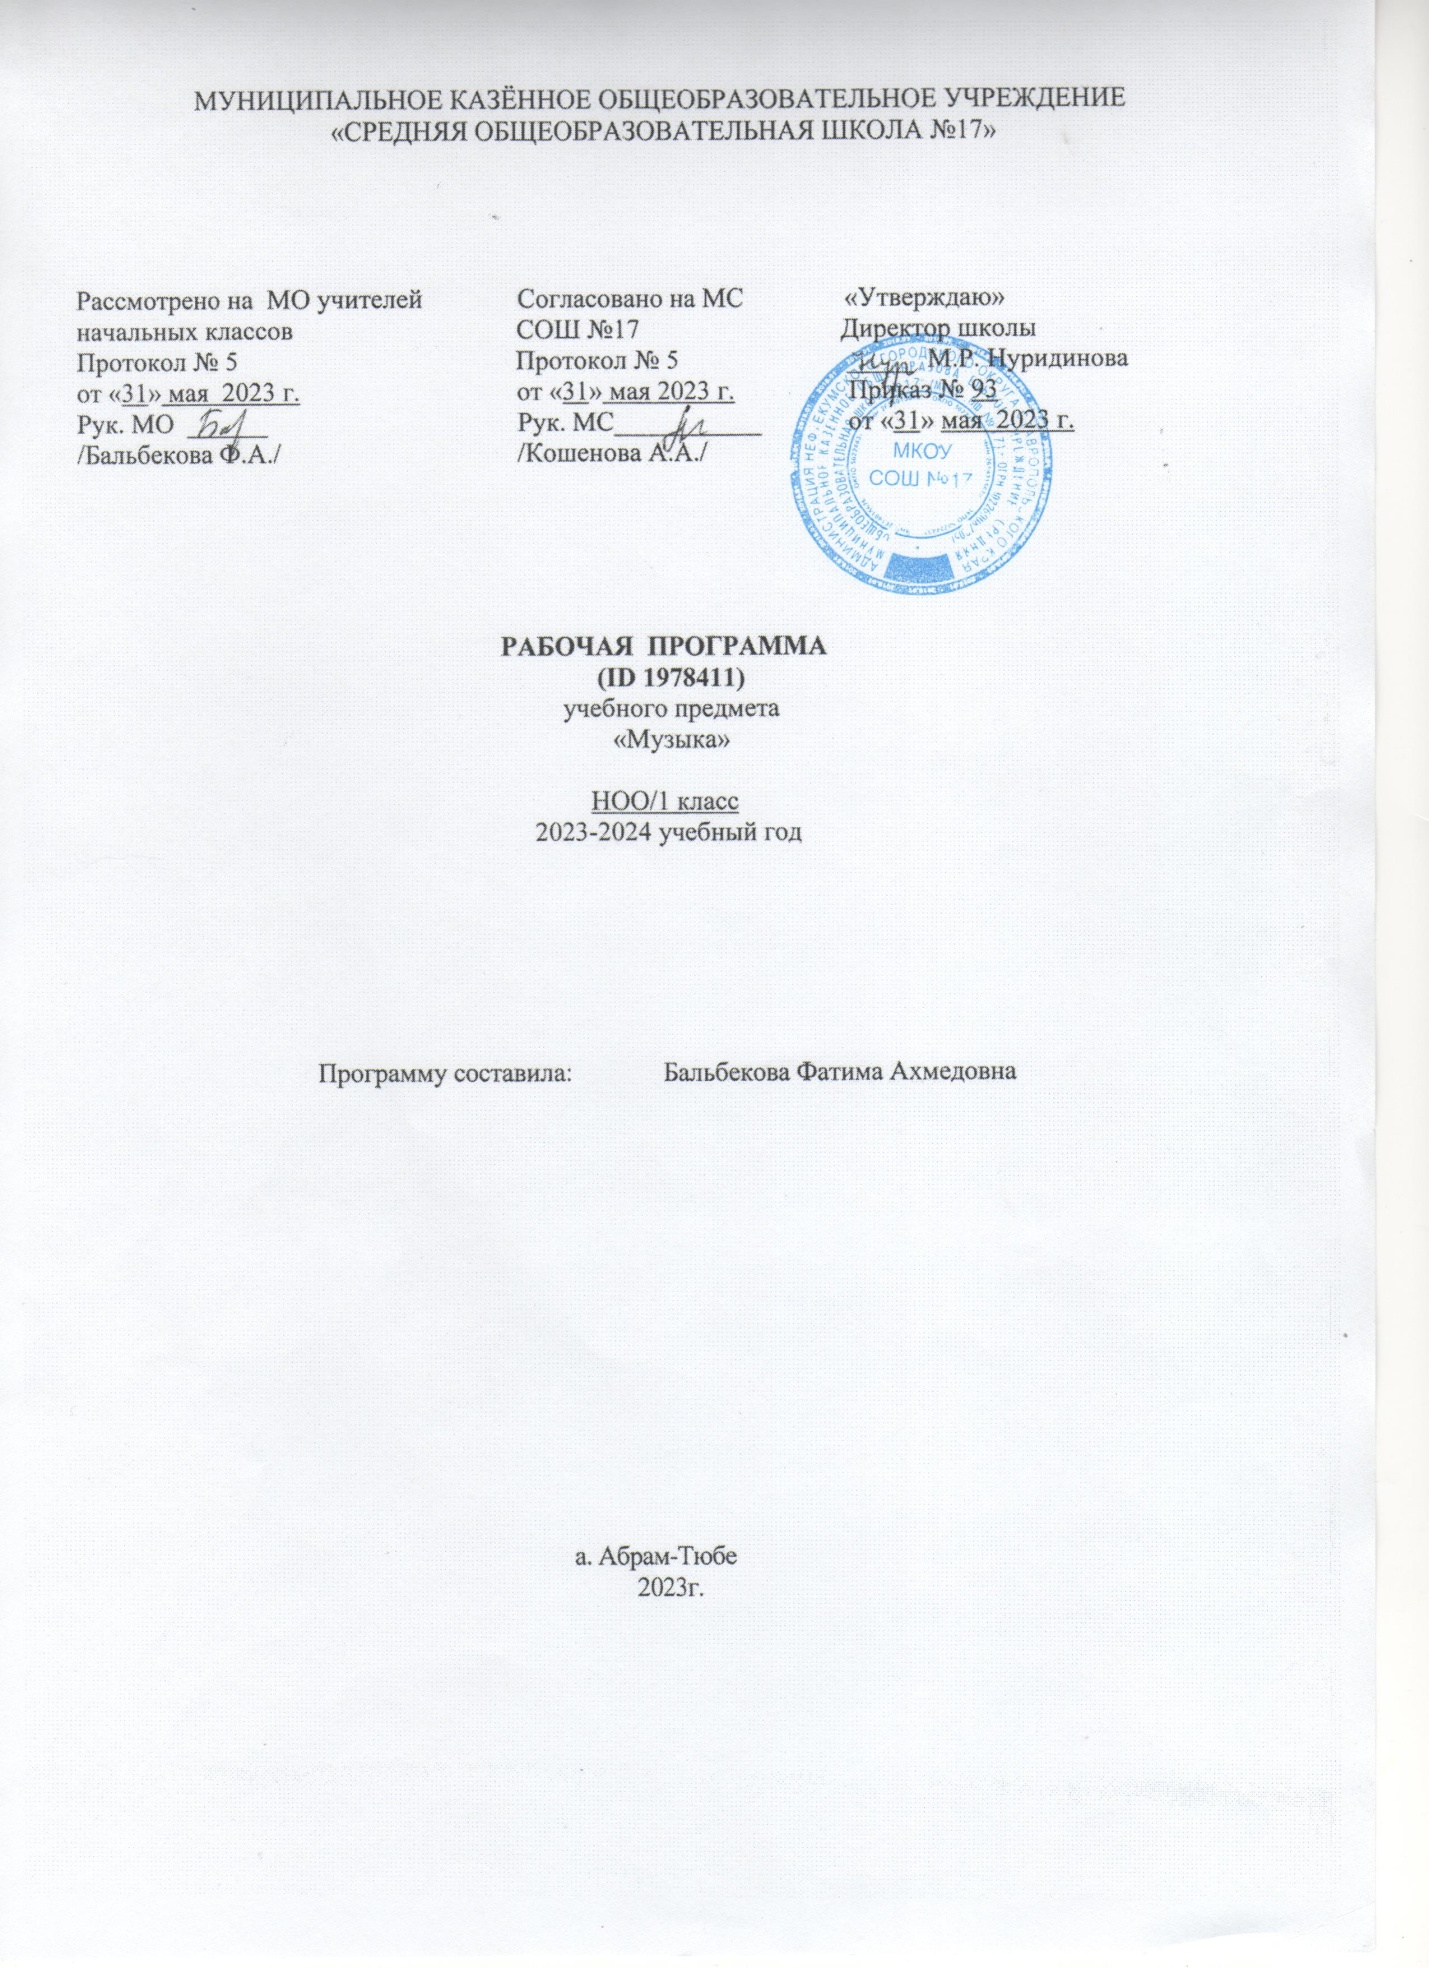 МУНИЦИПАЛЬНОЕ КАЗЁННОЕ ОБЩЕОБРАЗОВАТЕЛЬНОЕ УЧРЕЖДЕНИЕ
«СРЕДНЯЯ ОБЩЕОБРАЗОВАТЕЛЬНАЯ ШКОЛА №17»
Рассмотрено на МО учителей
начальных классов
Протокол № 5
от «31» мая 2023 г.
Рук. МО
/Бальбекова Ф.А./
Согласовано на МС
СОШ №17
Протокол № 5
от «31» мая 2023 г.
Рук. МС
/Кошенова А.А./
«Утверждаю»
Директор школы
М.Р. Нуридинова
Приказ № 93
от «31» мая 2023 г.
МКОУ
СОШ №17
РАБОЧАЯ ПРОГРАММА
(ID 1978411)
учебного предмета
«Музыка»
НОО/1 класс
2023-2024 учебный год
Программу составила: Бальбекова Фатима Ахмедовна
а. Абрам-Тюбе
2023г.